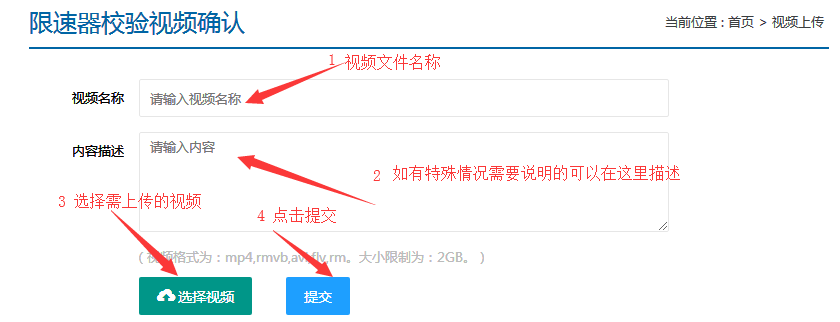 限速器校验视频确认
当前位置 : 首页 > 视频上传
1 视频文件名称
视频名称
请输入视频名称
内容描述
请输入内容
2 如有特殊情况需要说明的可以在这里描述
3 选择需上传的视频
4 点击提交
( 视频格式为：mp4,rmvb,avi,flv,rm。大小限制为：2GB。 )
选择视频
提交